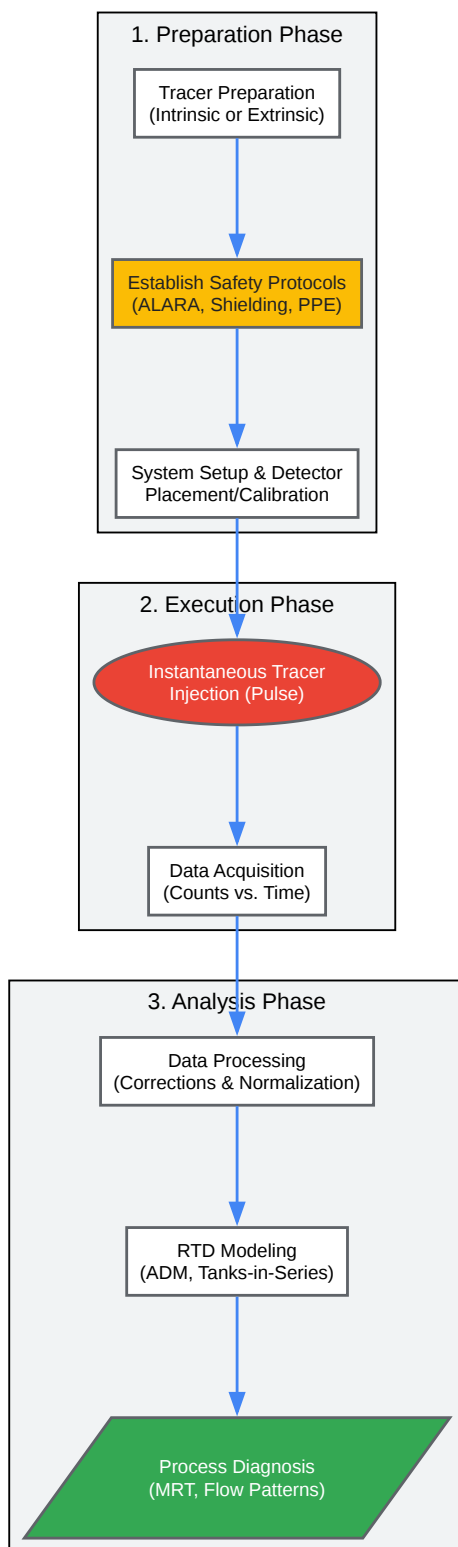 1. Preparation Phase
Tracer Preparation
(Intrinsic or Extrinsic)
Establish Safety Protocols
(ALARA, Shielding, PPE)
System Setup & Detector
Placement/Calibration
2. Execution Phase
Instantaneous Tracer
Injection (Pulse)
Data Acquisition
(Counts vs. Time)
3. Analysis Phase
Data Processing
(Corrections & Normalization)
RTD Modeling
(ADM, Tanks-in-Series)
Process Diagnosis
(MRT, Flow Patterns)